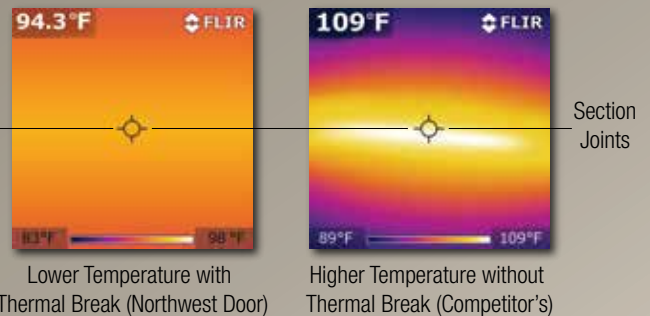 94.3°F
FLIR
109°F
FLIR
Section
Joints
83°F
98°F
89°F
109°F
Lower Temperature with
Thermal Break (Northwest Door)
Higher Temperature without
Thermal Break (Competitor's)